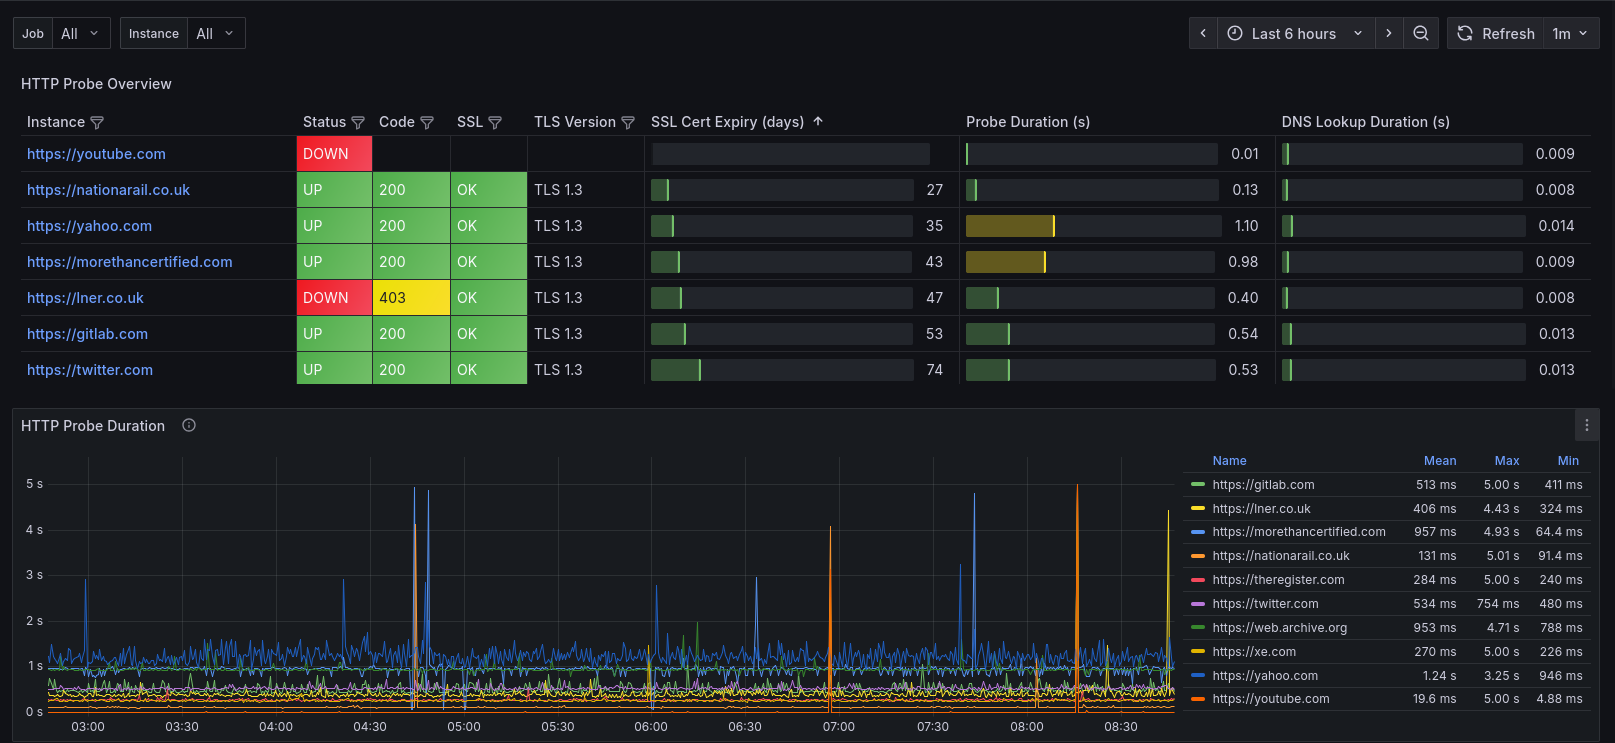 Job All Instance All Last 6 hours Refresh 1m
HTTP Probe Overview
Instance Status Code SSL TLS Version SSL Cert Expiry (days) Probe Duration (s) DNS Lookup Duration (s)
https://youtube.com DOWN 0.01 0.009
https://nationarail.co.uk UP 200 OK TLS 1.3 27 0.13 0.008
https://yahoo.com UP 200 OK TLS 1.3 35 1.10 0.014
https://morethancertified.com UP 200 OK TLS 1.3 43 0.98 0.009
https://lner.co.uk DOWN 403 OK TLS 1.3 47 0.40 0.008
https://gitlab.com UP 200 OK TLS 1.3 53 0.54 0.013
https://twitter.com UP 200 OK TLS 1.3 74 0.53 0.013
HTTP Probe Duration
5 s
4 s
3 s
2 s
1 s
0 s
03:00 03:30 04:00 04:30 05:00 05:30 06:00 06:30 07:00 07:30 08:00 08:30
Name Mean Max Min
https://gitlab.com 513 ms 5.00 s 411 ms
https://lner.co.uk 406 ms 4.43 s 324 ms
https://morethancertified.com 957 ms 4.93 s 64.4 ms
https://nationarail.co.uk 131 ms 5.01 s 91.4 ms
https://theregister.com 284 ms 5.00 s 240 ms
https://twitter.com 534 ms 754 ms 480 ms
https://web.archive.org 953 ms 4.71 s 788 ms
https://xe.com 270 ms 5.00 s 226 ms
https://yahoo.com 1.24 s 3.25 s 946 ms
https://youtube.com 19.6 ms 5.00 s 4.88 ms